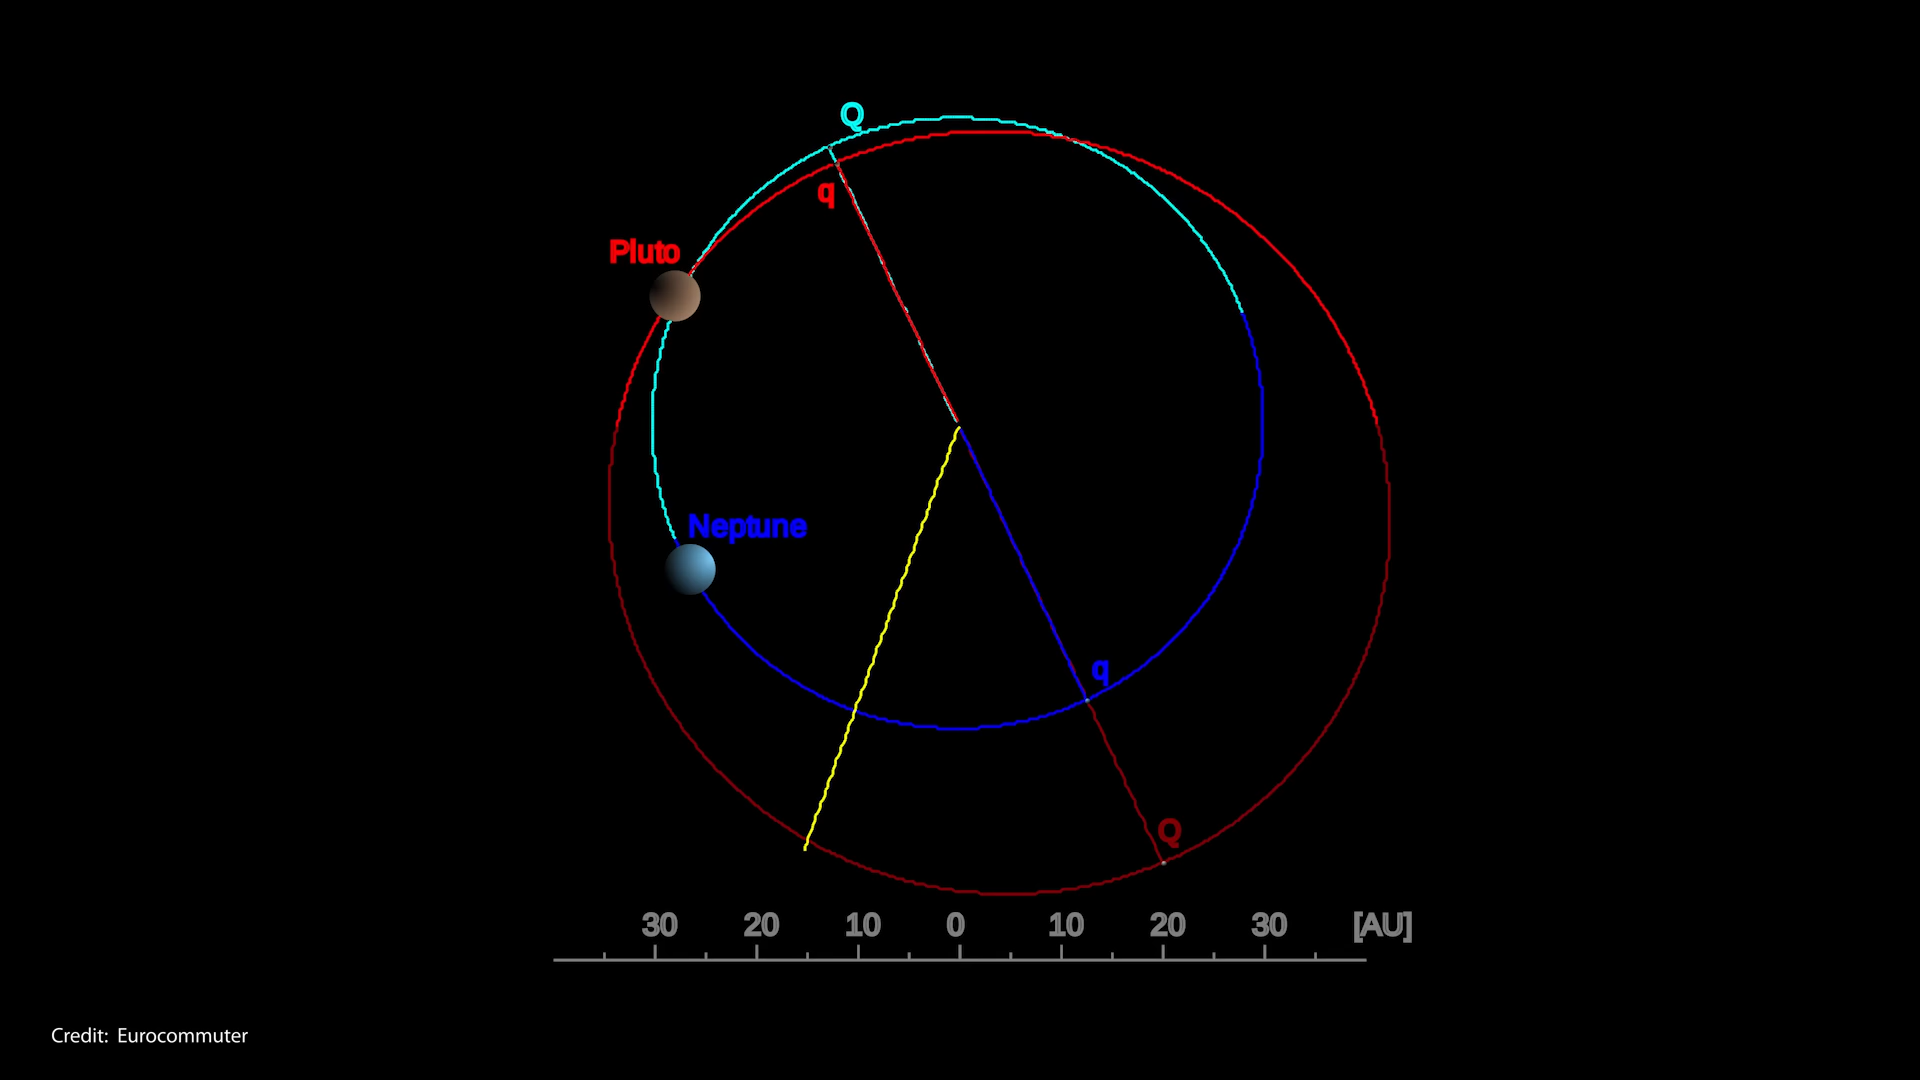 Q
q
Pluto
Neptune
q
Q
30 20 10 0 10 20 30 [AU]
Credit: Eurocommuter